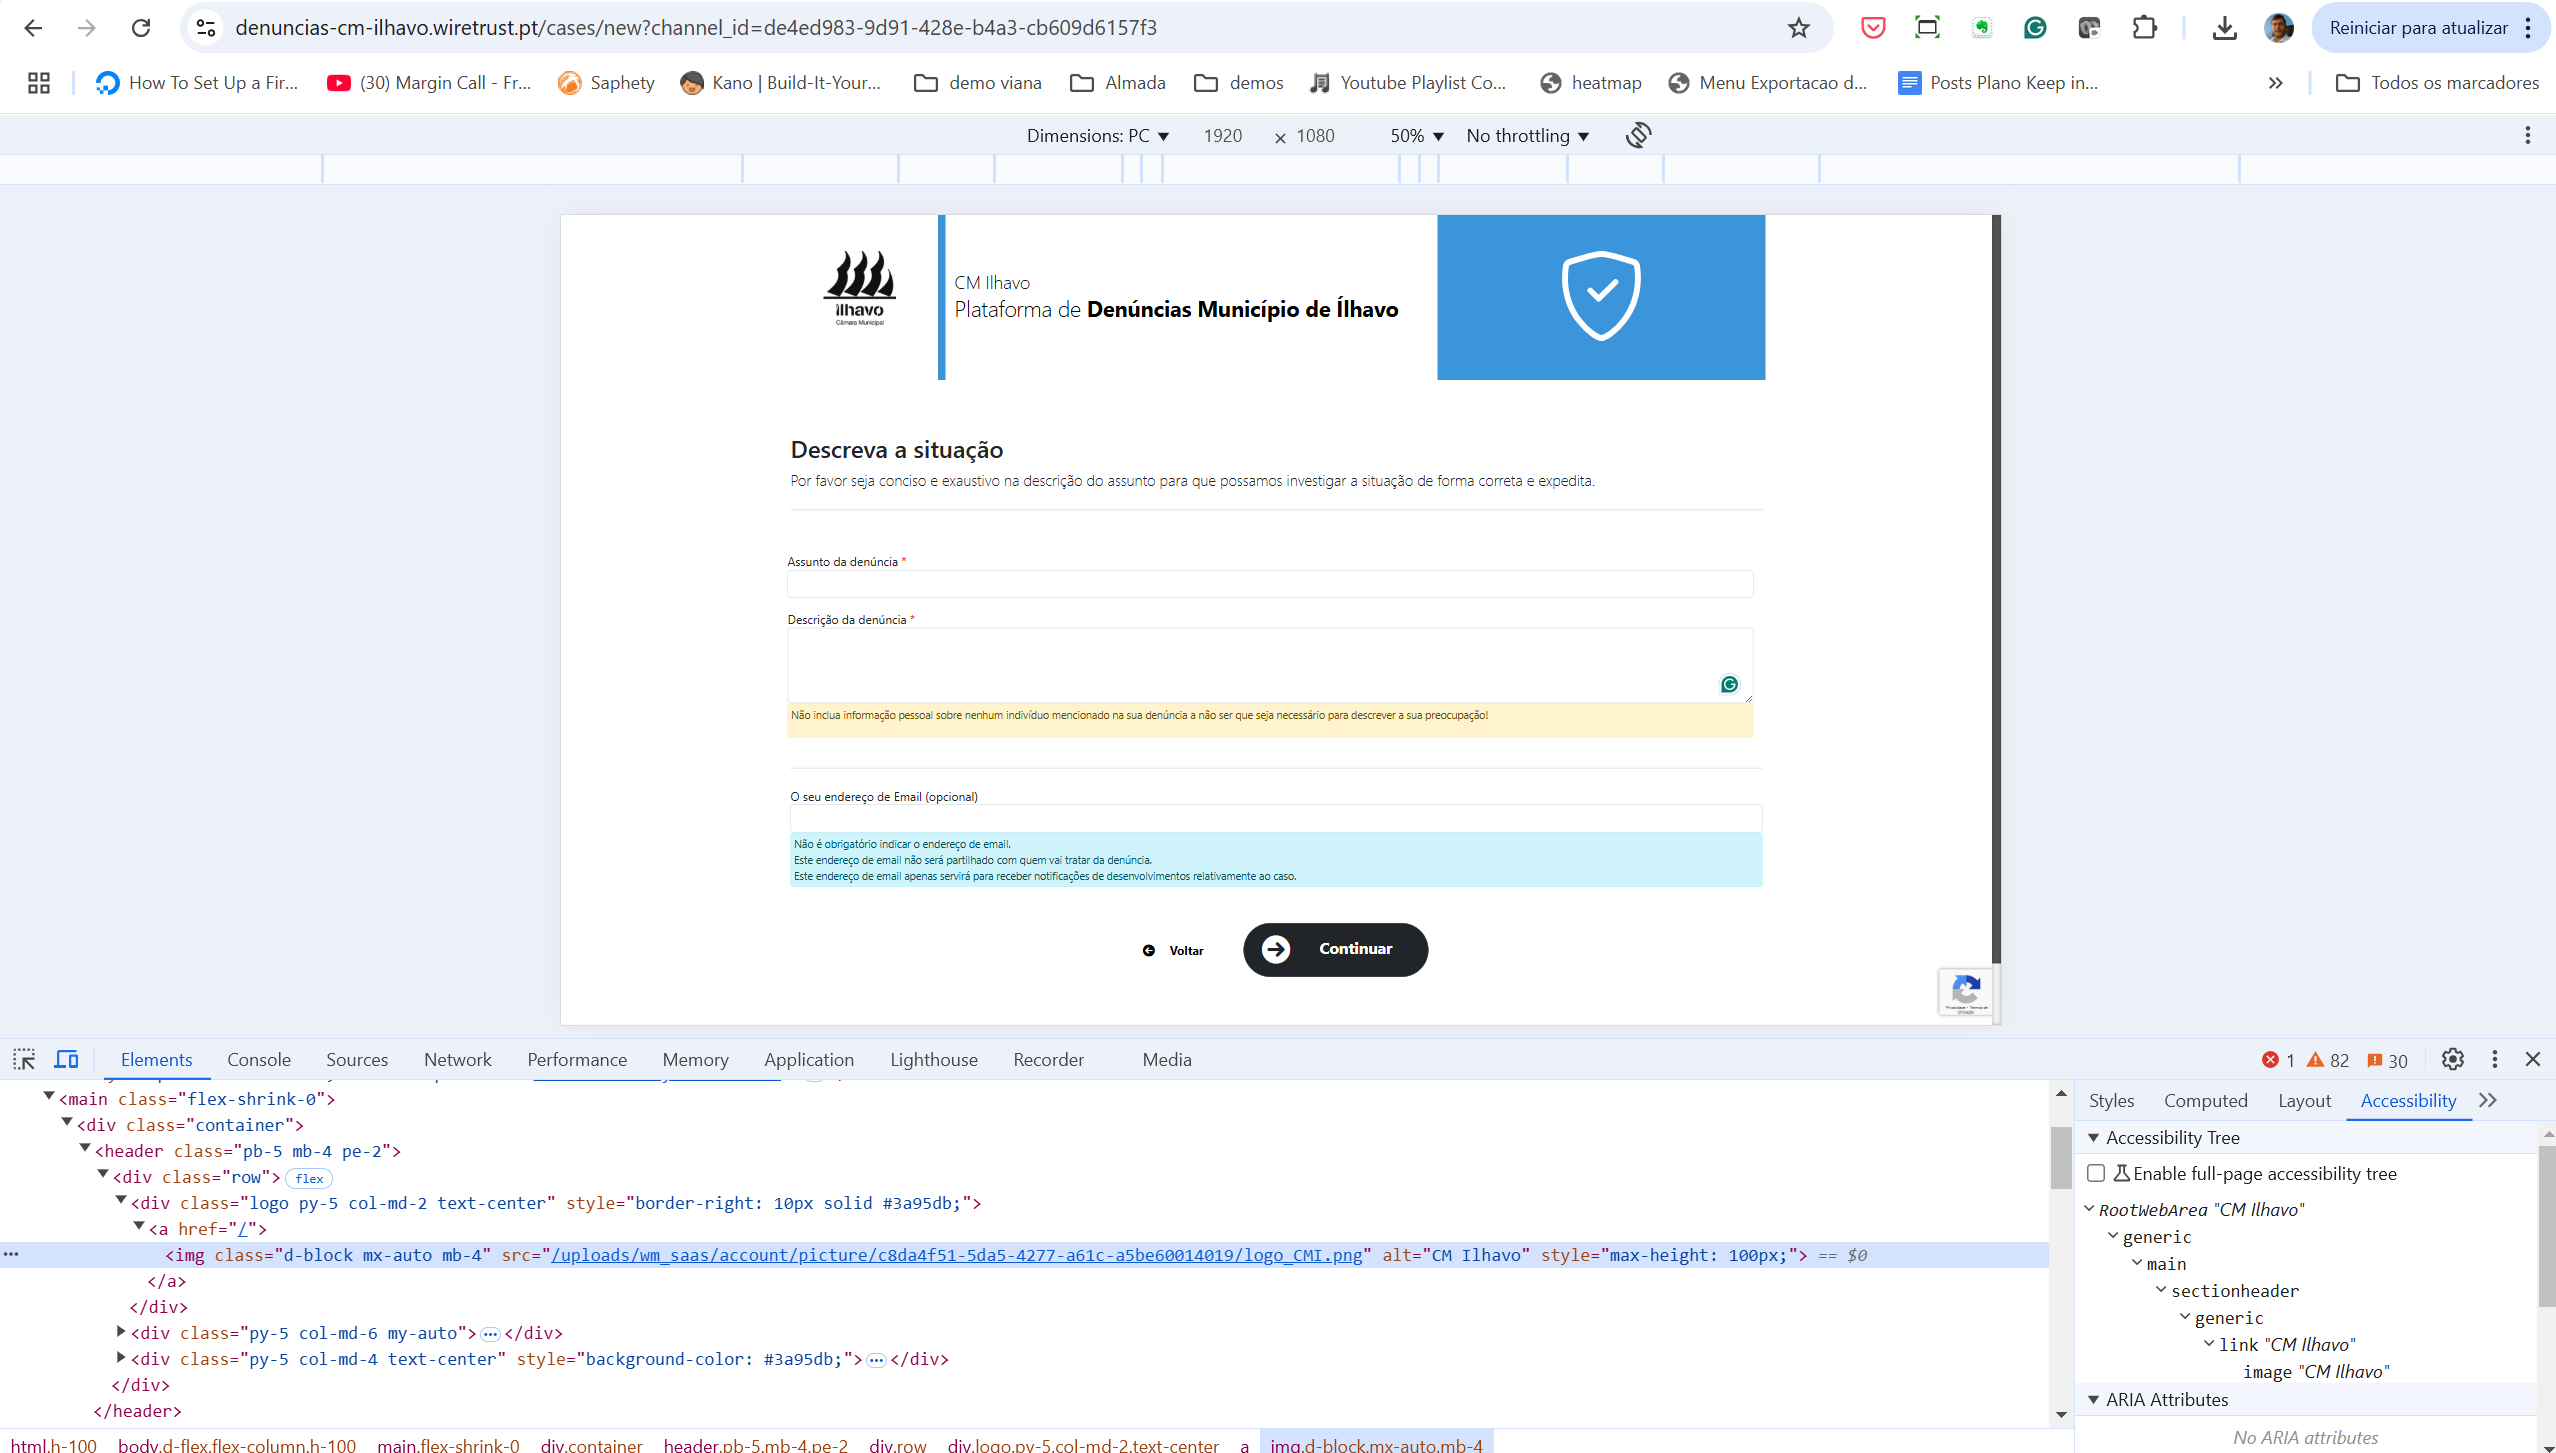 denuncias-cm-ilhavo.wiretrust.pt/cases/new?channel_id=de4ed983-9d91-428e-b4a3-cb609d6157f3
Reiniciar para atualizar
How To Set Up a Fir...
(30) Margin Call - Fr...
Saphety
Kano | Build-It-Your...
demo viana
Almada
demos
Youtube Playlist Co...
heatmap
Menu Exportacao d...
Posts Plano Keep in...
Todos os marcadores
Dimensions: PC 1920 × 1080 50% No throttling
ílhavo
Câmara Municipal
CM Ilhavo
Plataforma de Denúncias Município de Ílhavo
Descreva a situação
Por favor seja conciso e exaustivo na descrição do assunto para que possamos investigar a situação de forma correta e expedita.
Assunto da denúncia *
Descrição da denúncia *
Não inclua informação pessoal sobre nenhum indivíduo mencionado na sua denúncia a não ser que seja necessário para descrever a sua preocupação!
O seu endereço de Email (opcional)
Não é obrigatório indicar o endereço de email.
Este endereço de email não será partilhado com quem vai tratar da denúncia.
Este endereço de email apenas servirá para receber notificações de desenvolvimentos relativamente ao caso.
Voltar
Continuar
Privacidade - Termos de Utilização
Elements Console Sources Network Performance Memory Application Lighthouse Recorder Media
1 82 30
<main class="flex-shrink-0">
<div class="container">
<header class="pb-5 mb-4 pe-2">
<div class="row"> flex
<div class="logo py-5 col-md-2 text-center" style="border-right: 10px solid #3a95db;">
<a href="/">
<img class="d-block mx-auto mb-4" src="/uploads/wm_saas/account/picture/c8da4f51-5da5-4277-a61c-a5be60014019/logo_CMI.png" alt="CM Ilhavo" style="max-height: 100px;"> == $0
</a>
</div>
<div class="py-5 col-md-6 my-auto"> ... </div>
<div class="py-5 col-md-4 text-center" style="background-color: #3a95db;"> ... </div>
</div>
</header>
html.h-100 body.d-flex.flex-column.h-100 main.flex-shrink-0 div.container header.pb-5.mb-4.pe-2 div.row div.logo.py-5.col-md-2.text-center a img.d-block.mx-auto.mb-4
Styles Computed Layout Accessibility
Accessibility Tree
Enable full-page accessibility tree
RootWebArea "CM Ilhavo"
generic
main
sectionheader
generic
link "CM Ilhavo"
image "CM Ilhavo"
ARIA Attributes
No ARIA attributes